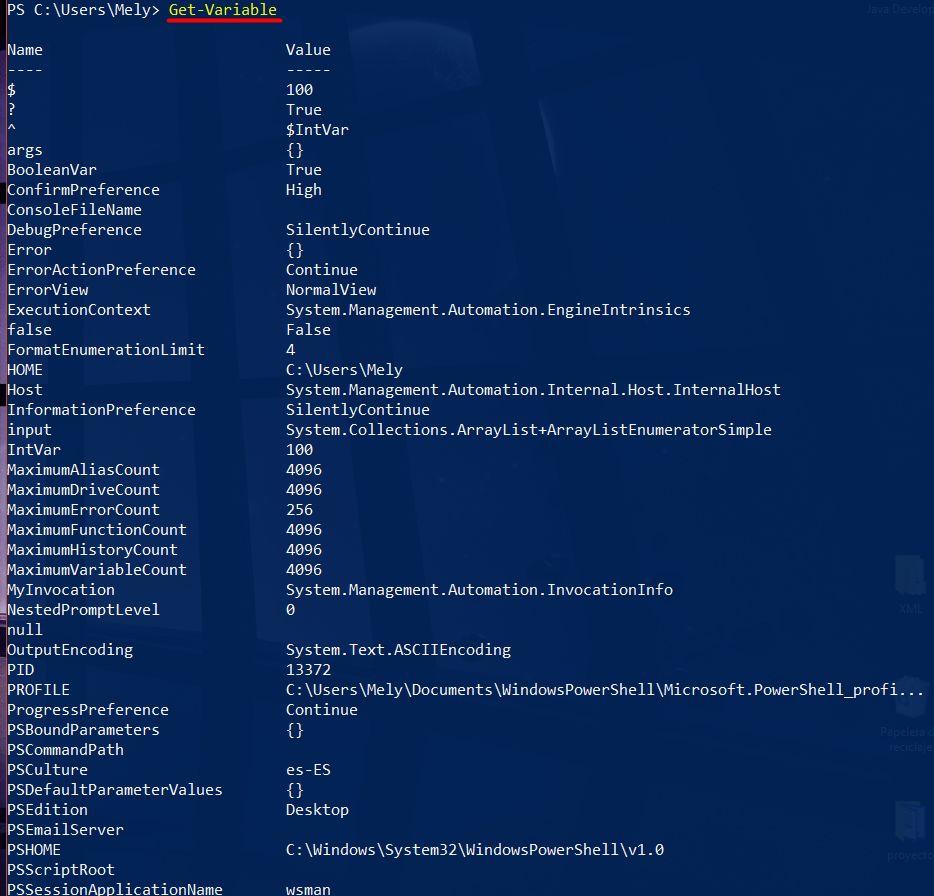 PS C:\Users\Mely> Get-Variable
Name Value
---- -----
$ 100
? True
^ $IntVar
args {}
BooleanVar True
ConfirmPreference High
ConsoleFileName
DebugPreference SilentlyContinue
Error {}
ErrorActionPreference Continue
ErrorView NormalView
ExecutionContext System.Management.Automation.EngineIntrinsics
false False
FormatEnumerationLimit 4
HOME C:\Users\Mely
Host System.Management.Automation.Internal.Host.InternalHost
InformationPreference SilentlyContinue
input System.Collections.ArrayList+ArrayListEnumeratorSimple
IntVar 100
MaximumAliasCount 4096
MaximumDriveCount 4096
MaximumErrorCount 256
MaximumFunctionCount 4096
MaximumHistoryCount 4096
MaximumVariableCount 4096
MyInvocation System.Management.Automation.InvocationInfo
NestedPromptLevel 0
null
OutputEncoding System.Text.ASCIIEncoding
PID 13372
PROFILE C:\Users\Mely\Documents\WindowsPowerShell\Microsoft.PowerShell_profi...
ProgressPreference Continue
PSBoundParameters {}
PSCommandPath
PSCulture es-ES
PSDefaultParameterValues {}
PSEdition Desktop
PSEmailServer
PSHOME C:\Windows\System32\WindowsPowerShell\v1.0
PSScriptRoot
PSSessionApplicationName wsman
Java Develop
XML
Papelera d
reciclaje
proyecto